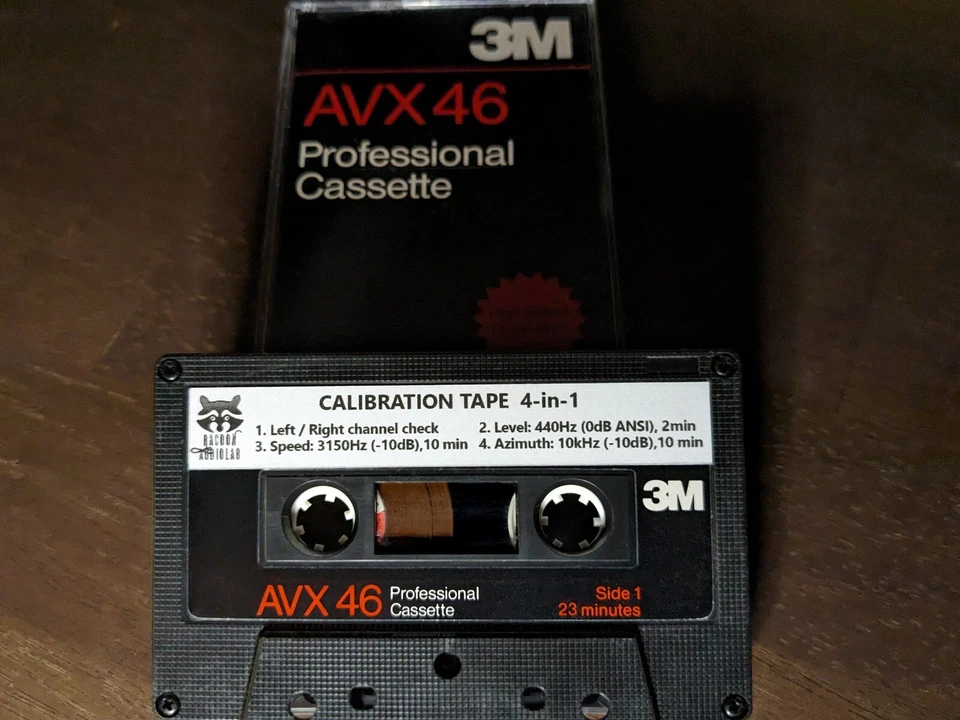 3M
AVX 46
Professional
Cassette
CALIBRATION TAPE 4-in-1
1. Left / Right channel check
2. Level: 440Hz (0dB ANSI), 2min
3. Speed: 3150Hz (-10dB),10 min
4. Azimuth: 10kHz (-10dB),10 min
RACOON
AUDIOLAB
3M
AVX 46
Professional
Cassette
Side 1
23 minutes